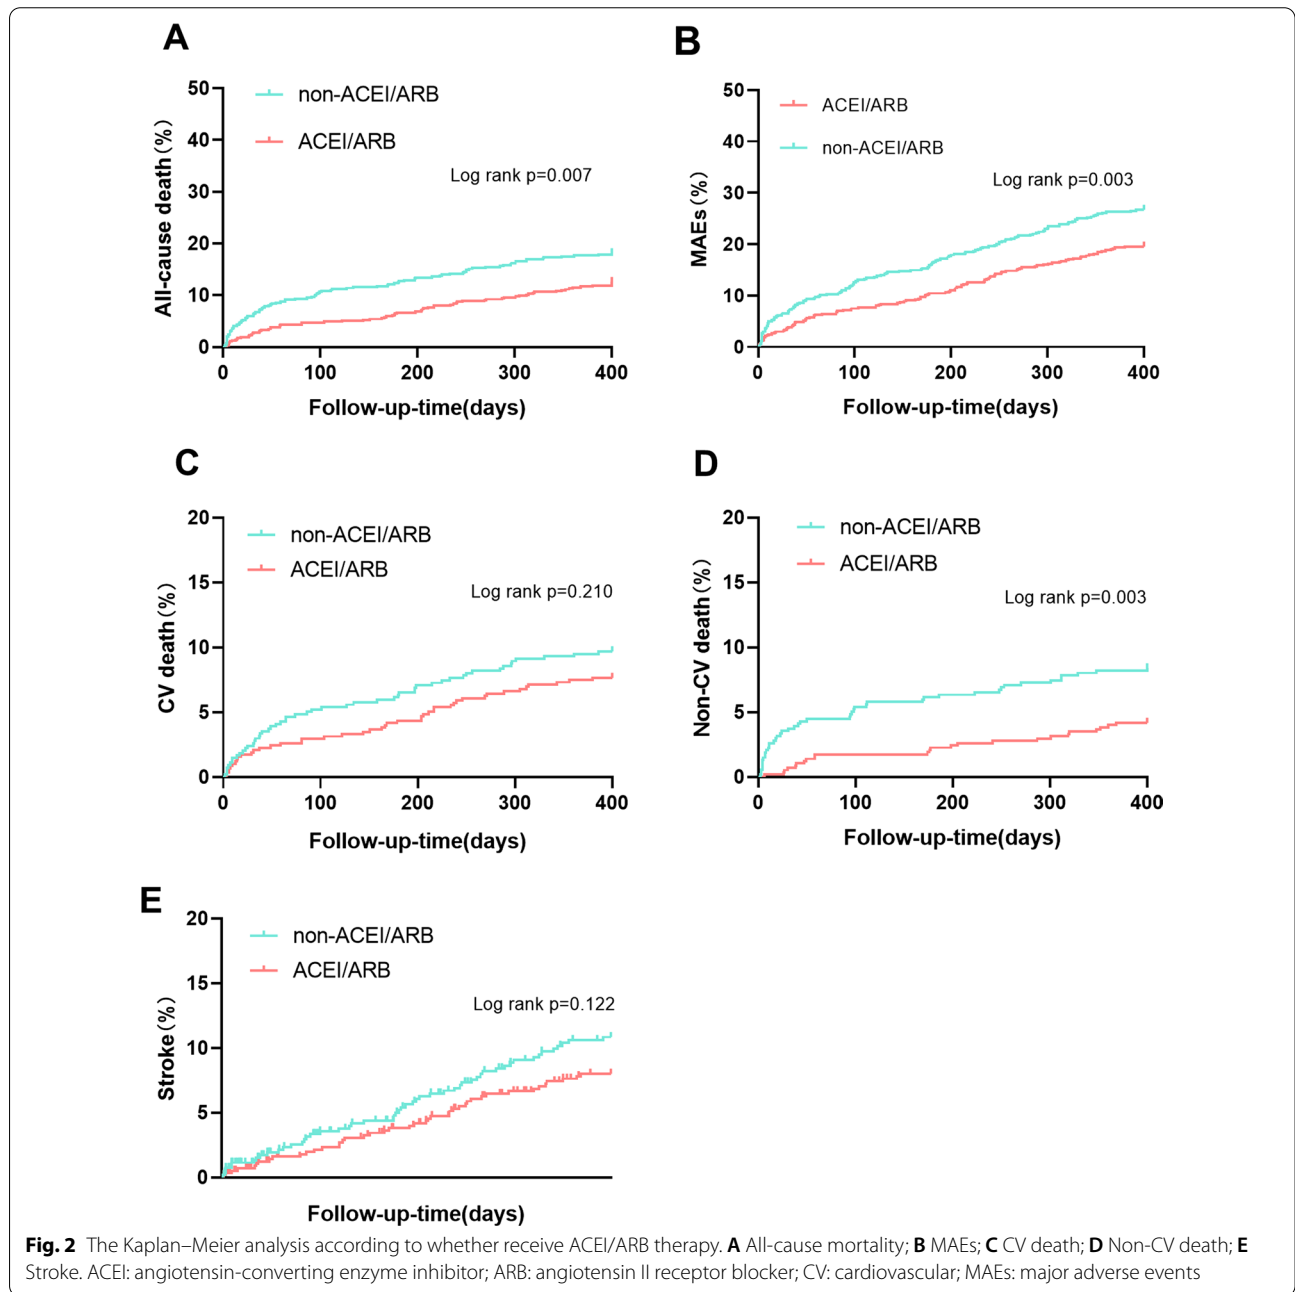 A
50
40
30
20
10
0
All-cause death(%)
non-ACEI/ARB
ACEI/ARB
Log rank p=0.007
0 100 200 300 400
Follow-up-time(days)
B
50
40
30
20
10
0
MAEs(%)
ACEI/ARB
non-ACEI/ARB
Log rank p=0.003
0 100 200 300 400
Follow-up-time(days)
C
20
15
10
5
0
CV death(%)
non-ACEI/ARB
ACEI/ARB
Log rank p=0.210
0 100 200 300 400
Follow-up-time(days)
D
20
15
10
5
0
Non-CV death(%)
non-ACEI/ARB
ACEI/ARB
Log rank p=0.003
0 100 200 300 400
Follow-up-time(days)
E
20
15
10
5
0
Stroke(%)
non-ACEI/ARB
ACEI/ARB
Log rank p=0.122
Follow-up-time(days)
Fig. 2 The Kaplan–Meier analysis according to whether receive ACEI/ARB therapy. A All-cause mortality; B MAEs; C CV death; D Non-CV death; E
Stroke. ACEI: angiotensin-converting enzyme inhibitor; ARB: angiotensin II receptor blocker; CV: cardiovascular; MAEs: major adverse events